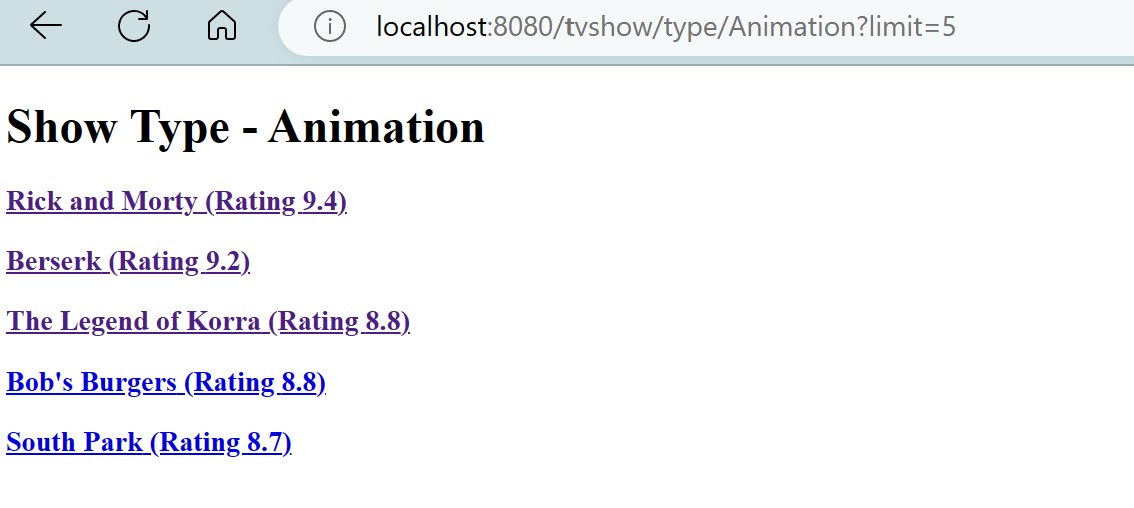 localhost:8080/tvshow/type/Animation?limit=5
Show Type - Animation
Rick and Morty (Rating 9.4)
Berserk (Rating 9.2)
The Legend of Korra (Rating 8.8)
Bob's Burgers (Rating 8.8)
South Park (Rating 8.7)